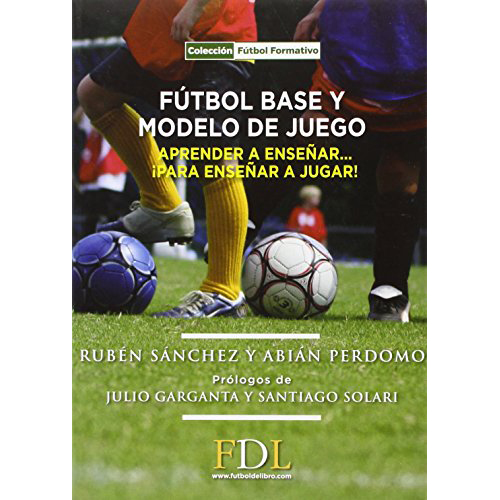 Colección Fútbol Formativo
FÚTBOL BASE Y
MODELO DE JUEGO
APRENDER A ENSEÑAR...
¡PARA ENSEÑAR A JUGAR!
RUBÉN SÁNCHEZ Y ABIÁN PERDOMO
Prólogos de
JULIO GARGANTA Y SANTIAGO SOLARI
FDL
www.futboldelibro.com